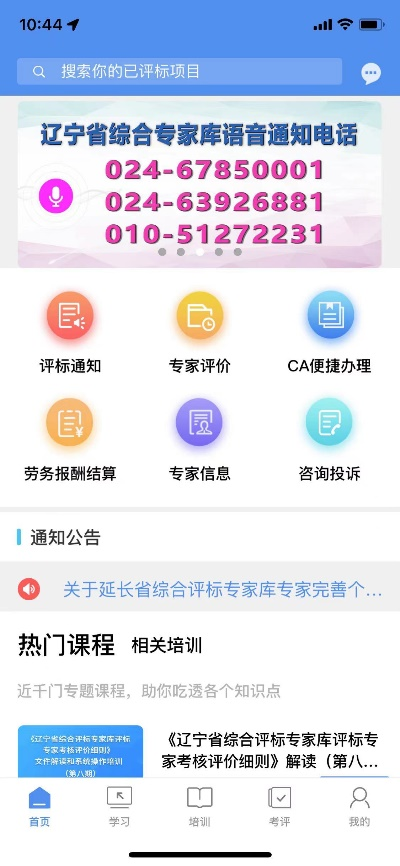 10:44
搜索你的已评标项目
辽宁省综合专家库语音通知电话
024-67850001
024-63926881
010-51272231
评标通知
专家评价
CA便捷办理
劳务报酬结算
专家信息
咨询投诉
通知公告
关于延长省综合评标专家库专家完善个...
热门课程 相关培训
近千门专题课程，助你吃透各个知识点
《辽宁省综合评标专家库评标
专家考核评价细则》
文件解读和系统操作培训
（第八期）
《辽宁省综合评标专家库评标专
家考核评价细则》解读（第八...
首页
学习
培训
考评
我的